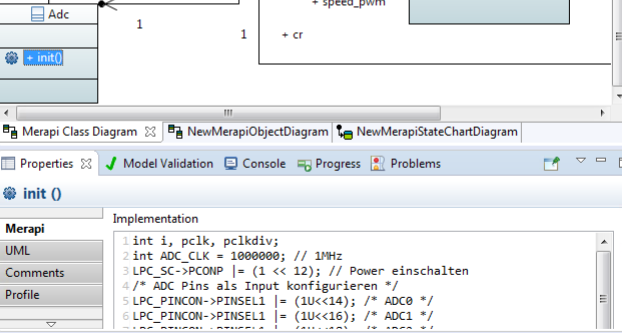 + speed_pwm
Adc
1
1
+ cr
+ init()
Merapi Class Diagram
NewMerapiObjectDiagram
NewMerapiStateChartDiagram
Properties
Model Validation
Console
Progress
Problems
init ()
Merapi
UML
Comments
Profile
Implementation
1 int i, pclk, pclkdiv;
2 int ADC_CLK = 1000000; // 1MHz
3 LPC_SC->PCONP |= (1 << 12); // Power einschalten
4 /* ADC Pins als Input konfigurieren */
5 LPC_PINCON->PINSEL1 |= (1U<<14); /* ADC0 */
6 LPC_PINCON->PINSEL1 |= (1U<<16); /* ADC1 */